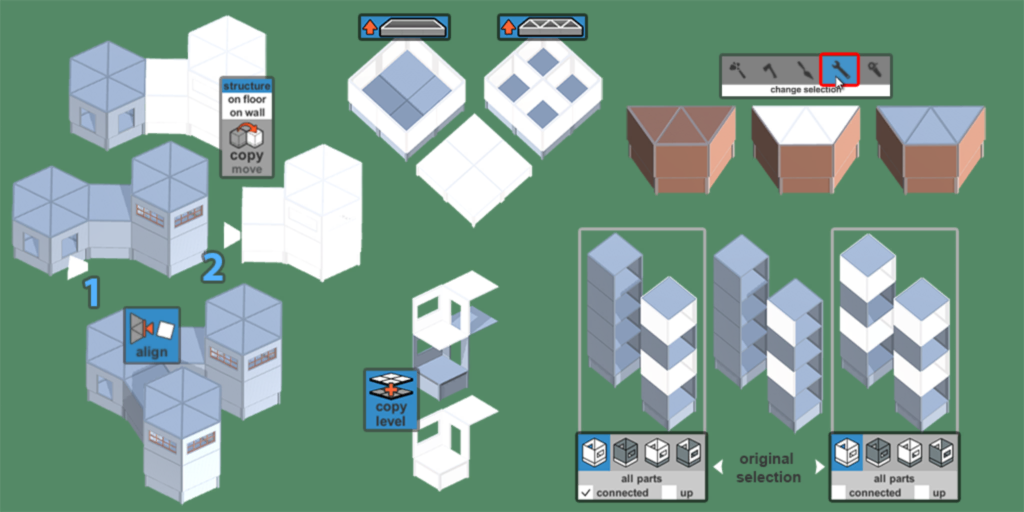 structure
on floor
on wall
copy
move
1
2
align
copy
level
change selection
all parts
connected up
original
selection
all parts
connected up